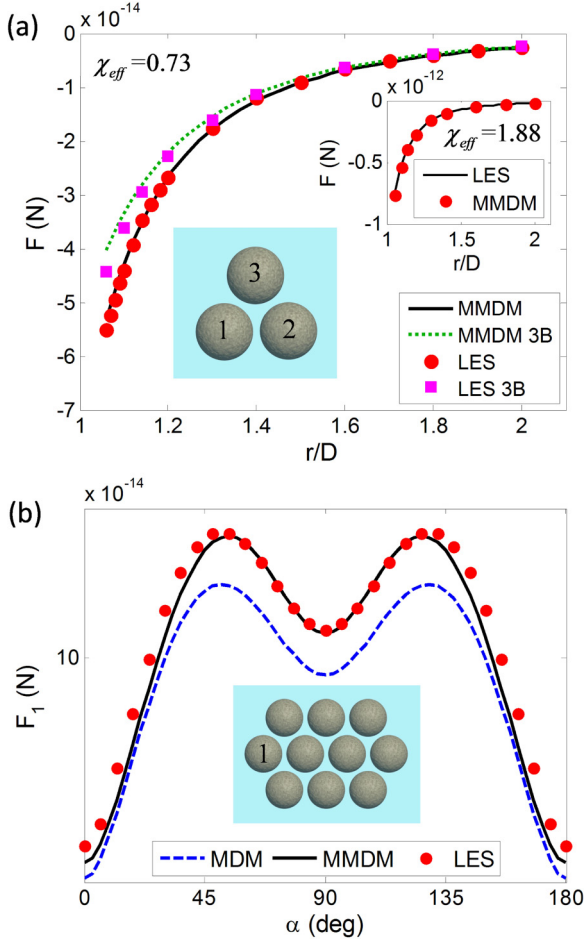 (a)
x 10⁻¹⁴
0
-1
-2
-3
-4
-5
-6
-7
F (N)
χeff=0.73
x 10⁻¹²
0
-0.5
-1
F (N)
χeff=1.88
LES
MMDM
1 1.5 2
r/D
3
1 2
MMDM
MMDM 3B
LES
LES 3B
1 1.2 1.4 1.6 1.8 2
r/D
(b)
x 10⁻¹⁴
10
F₁ (N)
1
MDM MMDM LES
0 45 90 135 180
α (deg)